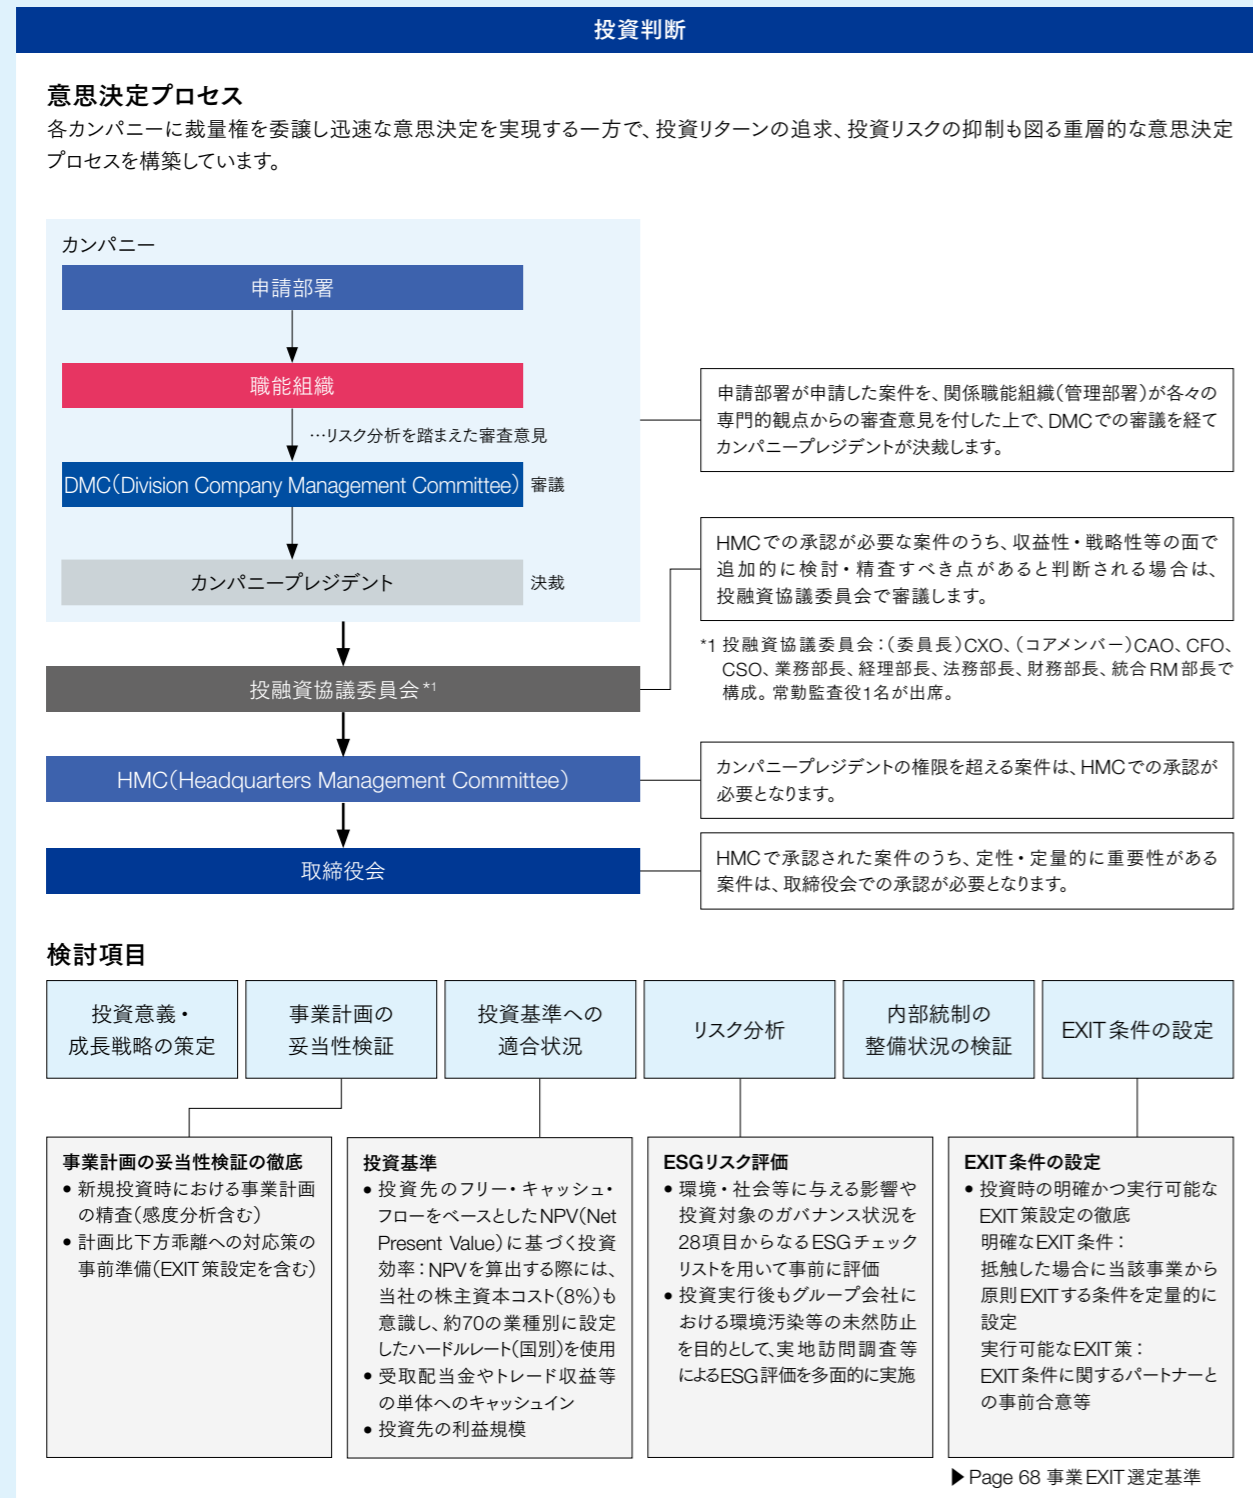 投資判断
意思決定プロセス
各カンパニーに裁量権を委譲し迅速な意思決定を実現する一方で、投資リターンの追求、投資リスクの抑制も図る重層的な意思決定
プロセスを構築しています。
カンパニー
申請部署
職能組織
…リスク分析を踏まえた審査意見
DMC(Division Company Management Committee) 審議
カンパニープレジデント 決裁
投融資協議委員会*1
HMC(Headquarters Management Committee)
取締役会
申請部署が申請した案件を、関係職能組織(管理部署)が各々の
専門的観点からの審査意見を付した上で、DMCでの審議を経て
カンパニープレジデントが決裁します。
HMCでの承認が必要な案件のうち、収益性・戦略性等の面で
追加的に検討・精査すべき点があると判断される場合は、
投融資協議委員会で審議します。
*1 投融資協議委員会:(委員長)CXO、(コアメンバー)CAO、CFO、
CSO、業務部長、経理部長、法務部長、財務部長、統合RM部長で
構成。常勤監査役1名が出席。
カンパニープレジデントの権限を超える案件は、HMCでの承認が
必要となります。
HMCで承認された案件のうち、定性・定量的に重要性がある
案件は、取締役会での承認が必要となります。
検討項目
投資意義・
成長戦略の策定
事業計画の
妥当性検証
投資基準への
適合状況
リスク分析
内部統制の
整備状況の検証
EXIT条件の設定
事業計画の妥当性検証の徹底
• 新規投資時における事業計画
の精査(感度分析含む)
• 計画比下方乖離への対応策の
事前準備(EXIT策設定を含む)
投資基準
• 投資先のフリー・キャッシュ・
フローをベースとしたNPV(Net
Present Value)に基づく投資
効率:NPVを算出する際には、
当社の株主資本コスト(8%)も
意識し、約70の業種別に設定
したハードルレート(国別)を使用
• 受取配当金やトレード収益等
の単体へのキャッシュイン
• 投資先の利益規模
ESGリスク評価
• 環境・社会等に与える影響や
投資対象のガバナンス状況を
28項目からなるESGチェック
リストを用いて事前に評価
• 投資実行後もグループ会社に
おける環境汚染等の未然防止
を目的として、実地訪問調査等
によるESG評価を多面的に実施
EXIT条件の設定
• 投資時の明確かつ実行可能な
EXIT策設定の徹底
明確なEXIT条件:
抵触した場合に当該事業から
原則EXITする条件を定量的に
設定
実行可能なEXIT策:
EXIT条件に関するパートナーと
の事前合意等
▶Page 68 事業EXIT選定基準